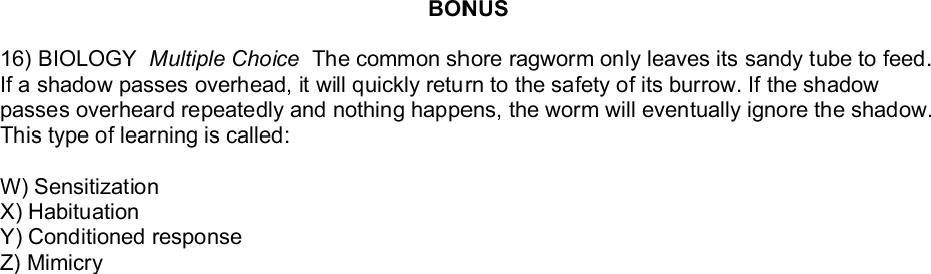 BONUS
16) BIOLOGY Multiple Choice The common shore ragworm only leaves its sandy tube to feed.
If a shadow passes overhead, it will quickly return to the safety of its burrow. If the shadow
passes overheard repeatedly and nothing happens, the worm will eventually ignore the shadow.
This type of learning is called:
W) Sensitization
X) Habituation
Y) Conditioned response
Z) Mimicry